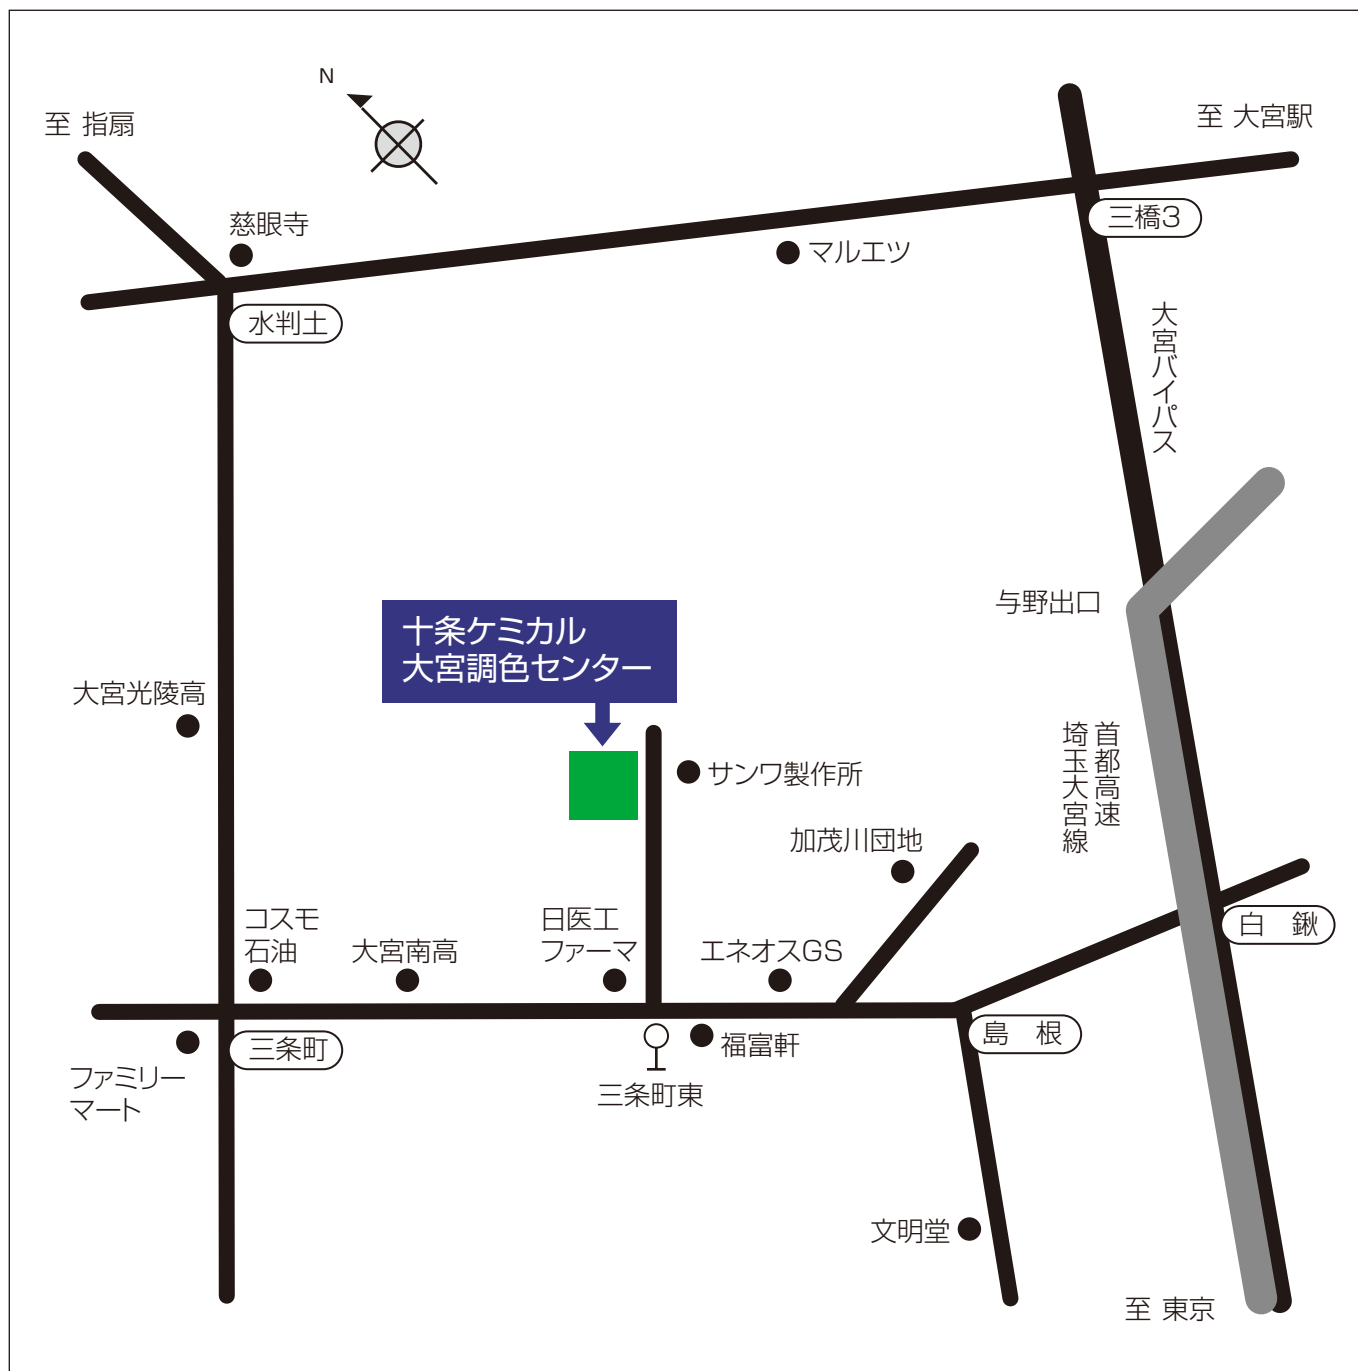 N
至 指扇
至 大宮駅
慈眼寺
三橋3
マルエツ
水判土
大宮バイパス
与野出口
十条ケミカル
大宮調色センター
大宮光陵高
首都高速
埼玉大宮線
サンワ製作所
加茂川団地
コスモ
石油
大宮南高
日医工
ファーマ
エネオスGS
白 鍬
三条町
福富軒
島 根
ファミリー
マート
三条町東
文明堂
至 東京